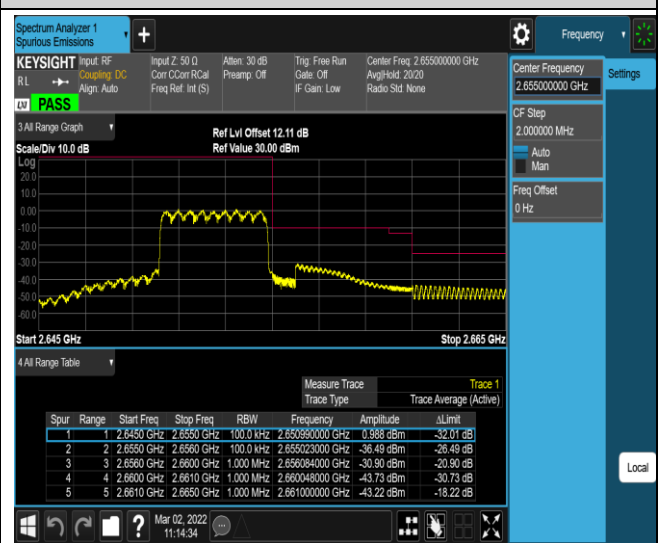 Spectrum Analyzer 1
Spurious Emissions
Frequency
KEYSIGHT Input: RF Input Z: 50 Ω Atten: 30 dB Trig: Free Run Center Freq: 2.655000000 GHz
RL Coupling: DC Corr CCorr RCal Preamp: Off Gate: Off Avg|Hold: 20/20
Align: Auto Freq Ref: Int (S) IF Gain: Low Radio Std: None
LXI PASS
Center Frequency
2.655000000 GHz
Settings
CF Step
2.000000 MHz
Auto
Man
Freq Offset
0 Hz
3 All Range Graph
Ref Lvl Offset 12.11 dB
Scale/Div 10.0 dB Ref Value 30.00 dBm
Log
20.0
10.0
0.00
-10.0
-20.0
-30.0
-40.0
-50.0
-60.0
Start 2.645 GHz Stop 2.665 GHz
4 All Range Table
Measure Trace Trace 1
Trace Type Trace Average (Active)
Spur Range Start Freq Stop Freq RBW Frequency Amplitude ΔLimit
1 1 2.6450 GHz 2.6550 GHz 100.0 kHz 2.650990000 GHz 0.988 dBm -32.01 dB
2 2 2.6550 GHz 2.6560 GHz 100.0 kHz 2.655023000 GHz -36.49 dBm -26.49 dB
3 3 2.6560 GHz 2.6600 GHz 1.000 MHz 2.656084000 GHz -30.90 dBm -20.90 dB
4 4 2.6600 GHz 2.6610 GHz 1.000 MHz 2.660048000 GHz -43.73 dBm -30.73 dB
5 5 2.6610 GHz 2.6650 GHz 1.000 MHz 2.661000000 GHz -43.22 dBm -18.22 dB
Local
Mar 02, 2022
11:14:34